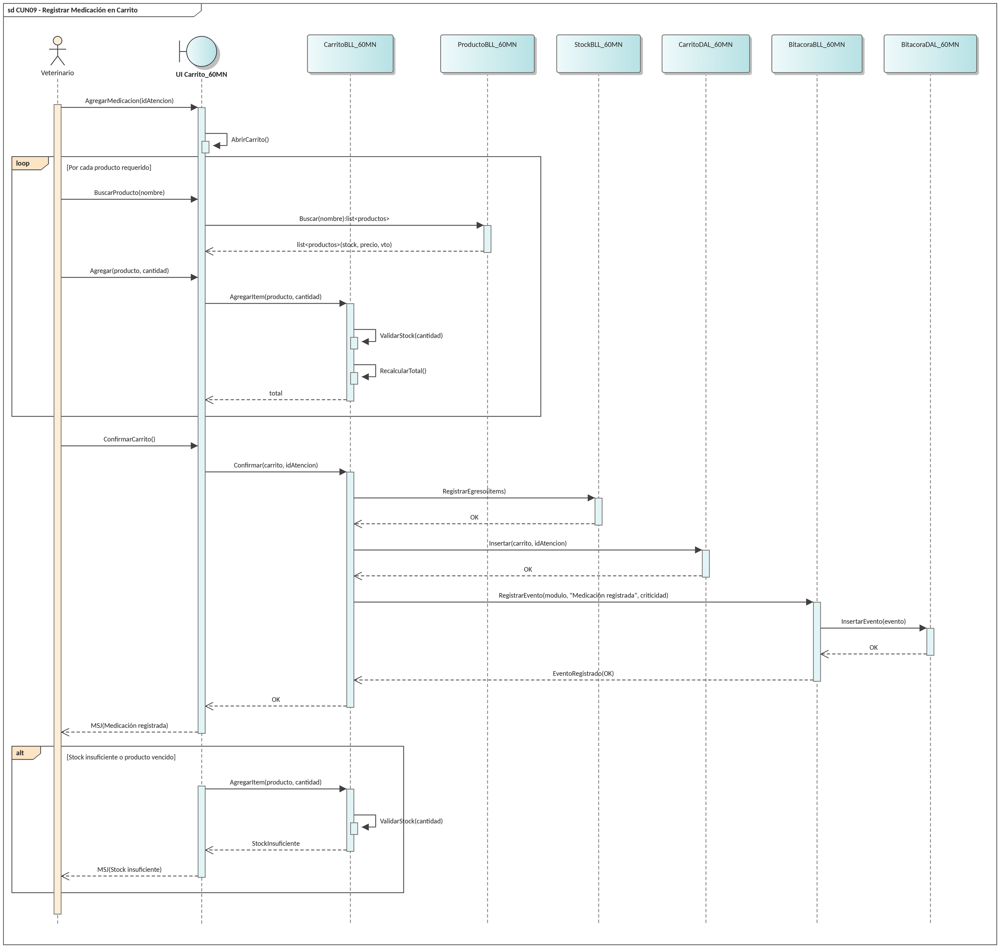 sd CUN09 - Registrar Medicación en Carrito
Veterinario
UI Carrito_60MN
CarritoBLL_60MN
ProductoBLL_60MN
StockBLL_60MN
CarritoDAL_60MN
BitacoraBLL_60MN
BitacoraDAL_60MN
AgregarMedicacion(idAtencion)
AbrirCarrito()
loop
[Por cada producto requerido]
BuscarProducto(nombre)
Buscar(nombre):list<productos>
list<productos>(stock, precio, vto)
Agregar(producto, cantidad)
AgregarItem(producto, cantidad)
ValidarStock(cantidad)
RecalcularTotal()
total
ConfirmarCarrito()
Confirmar(carrito, idAtencion)
RegistrarEgreso(items)
OK
Insertar(carrito, idAtencion)
OK
RegistrarEvento(modulo, "Medicación registrada", criticidad)
InsertarEvento(evento)
OK
EventoRegistrado(OK)
OK
MSJ(Medicación registrada)
alt
[Stock insuficiente o producto vencido]
AgregarItem(producto, cantidad)
ValidarStock(cantidad)
StockInsuficiente
MSJ(Stock insuficiente)